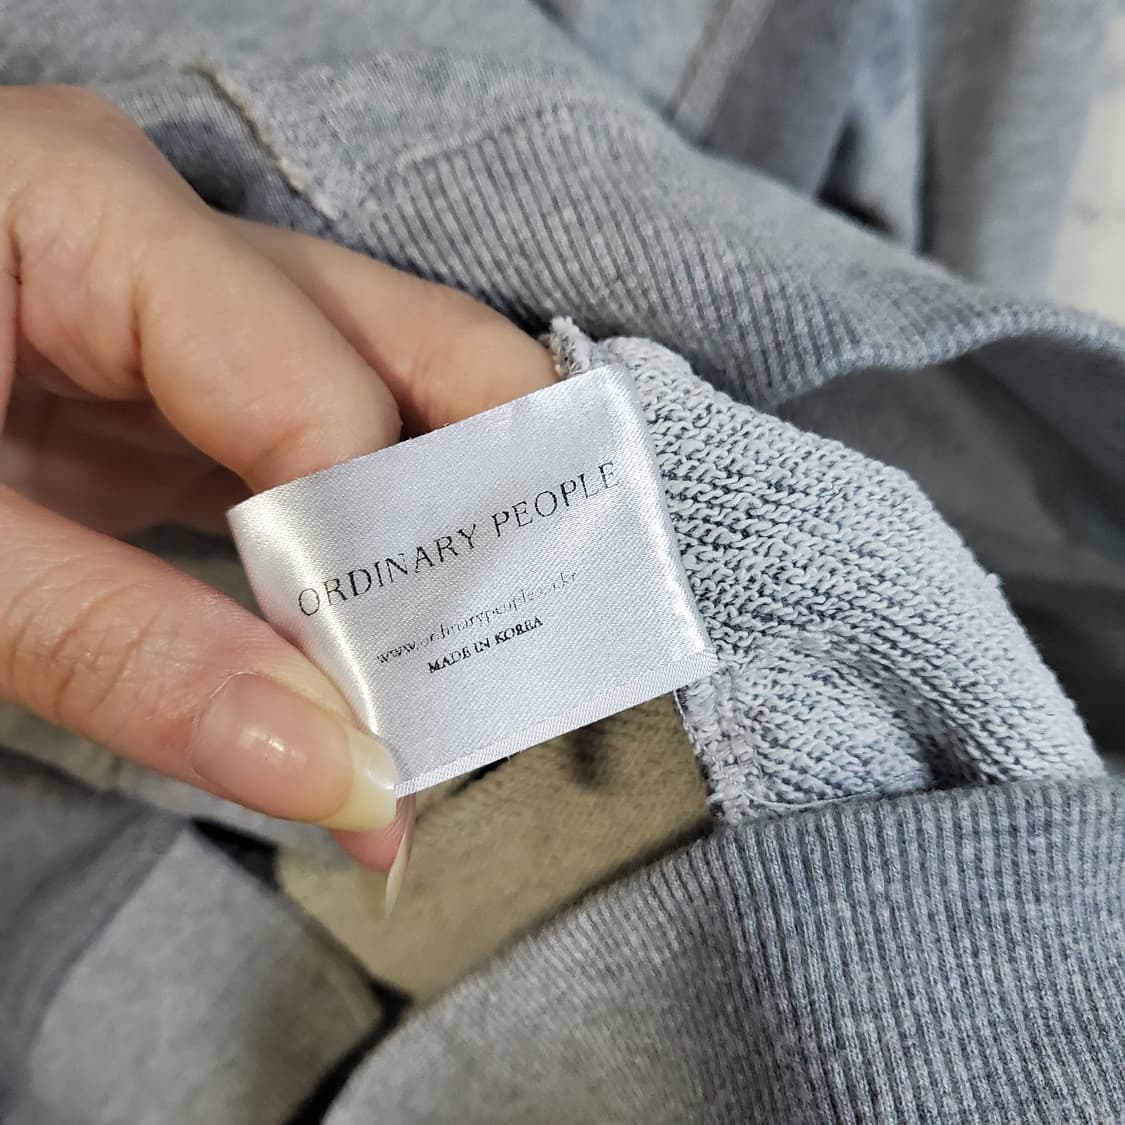 ORDINARY PEOPLE
www.ordinarypeople.co.kr
MADE IN KOREA